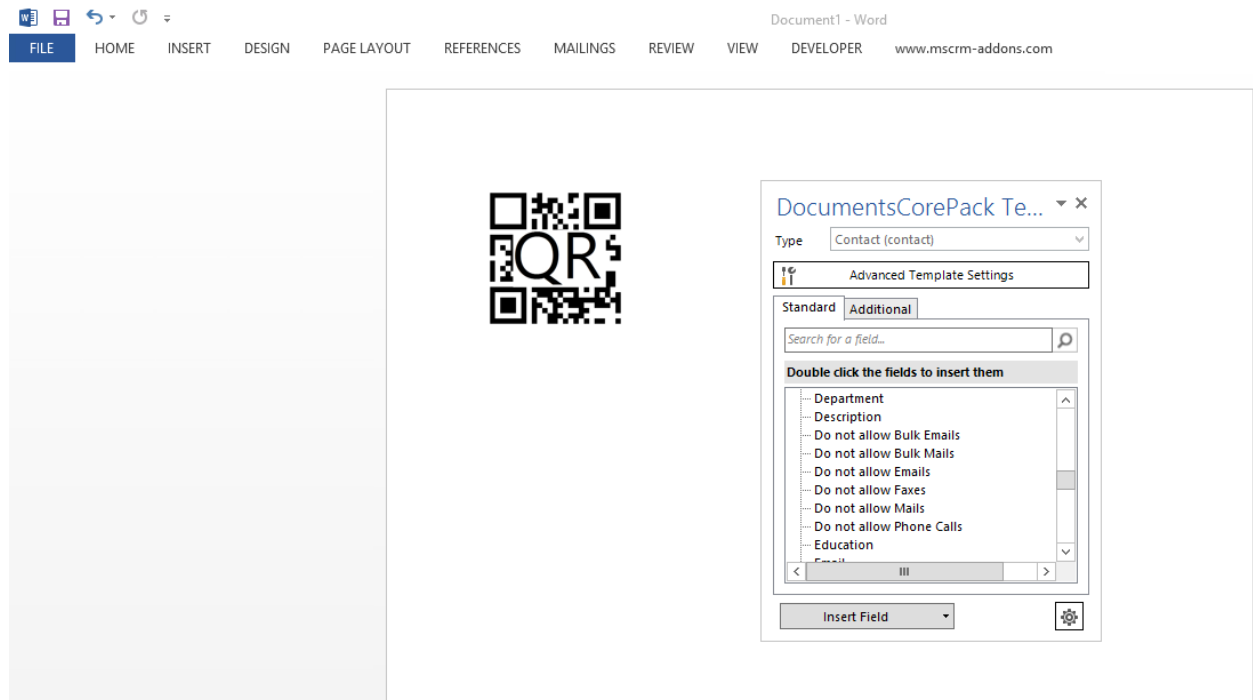 Document1 - Word
FILE HOME INSERT DESIGN PAGE LAYOUT REFERENCES MAILINGS REVIEW VIEW DEVELOPER www.mscrm-addons.com
QR
DocumentsCorePack Te...
Type Contact (contact)
Advanced Template Settings
Standard Additional
Search for a field...
Double click the fields to insert them
Department
Description
Do not allow Bulk Emails
Do not allow Bulk Mails
Do not allow Emails
Do not allow Faxes
Do not allow Mails
Do not allow Phone Calls
Education
Email
Insert Field